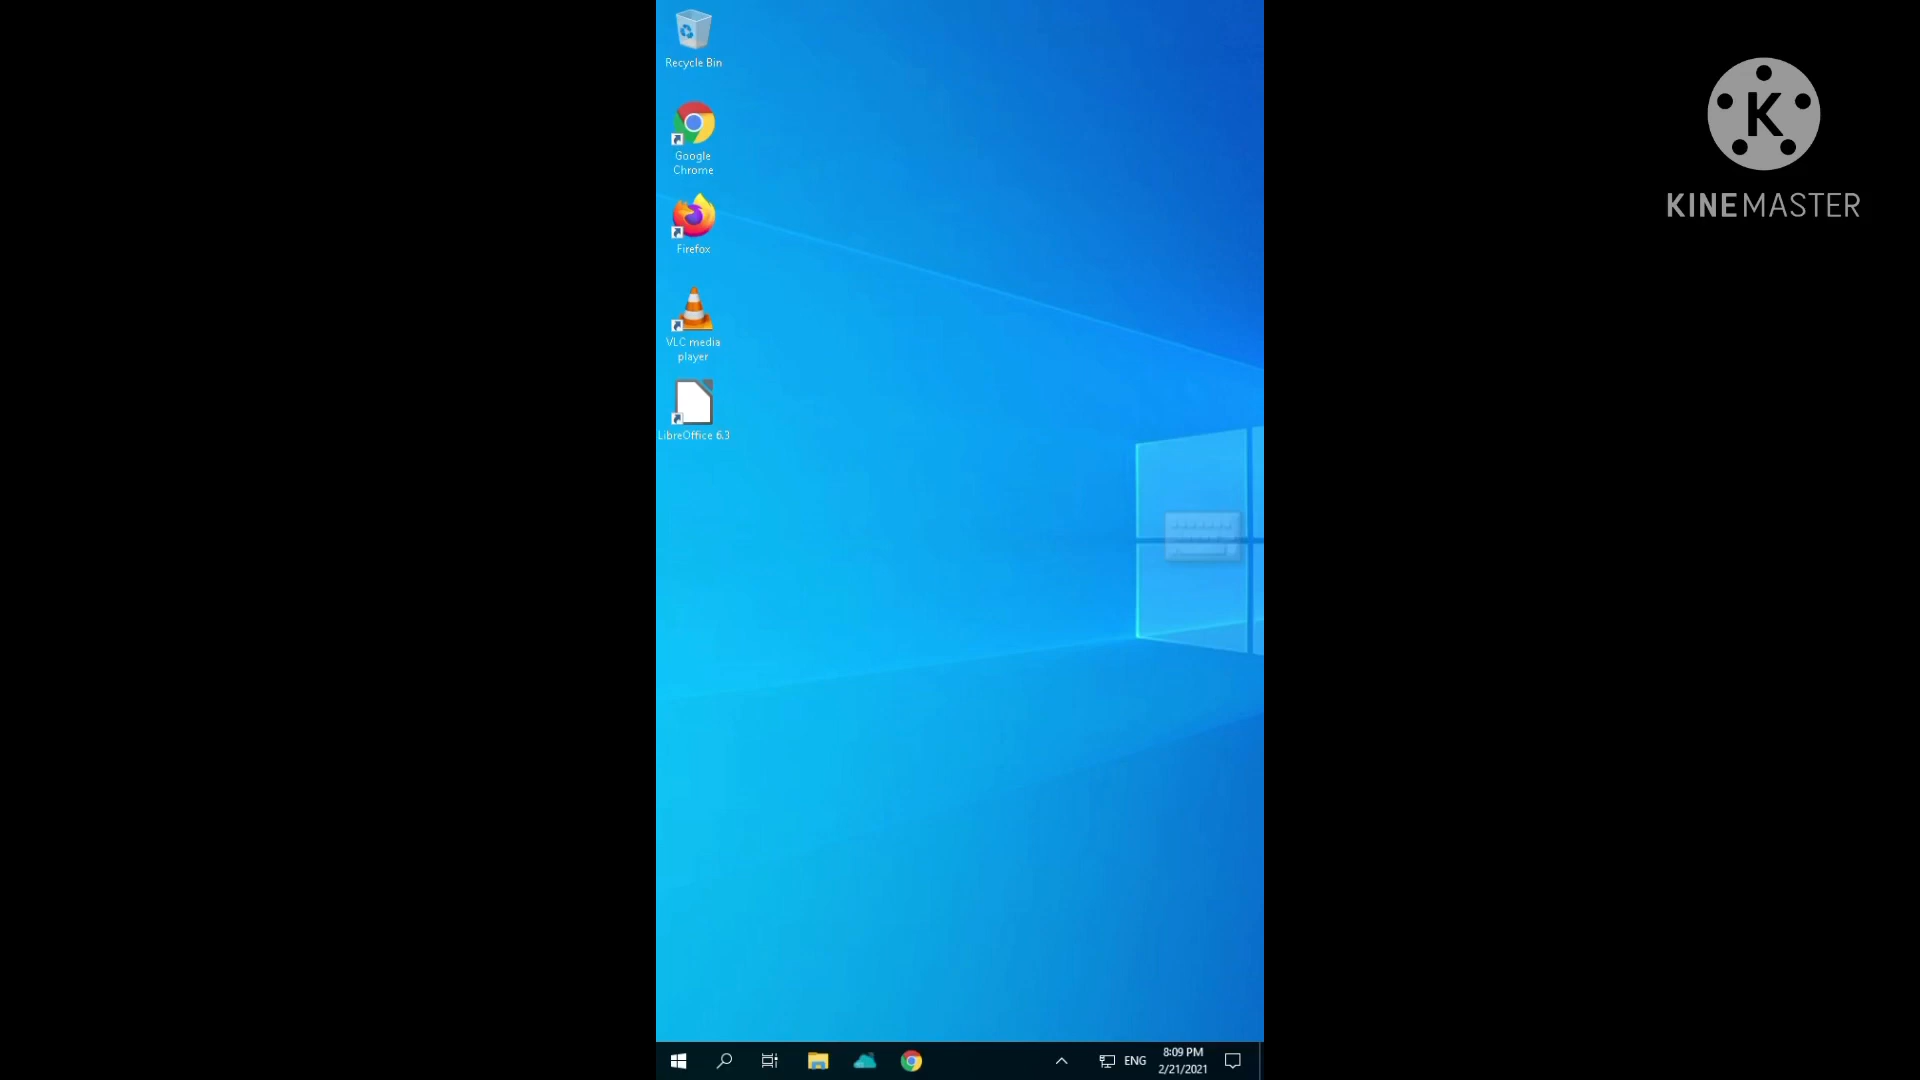 Recycle Bin
Google
Chrome
Firefox
VLC media
player
LibreOffice 6.3
K
KINEMASTER
ENG
8:09 PM
2/21/2021